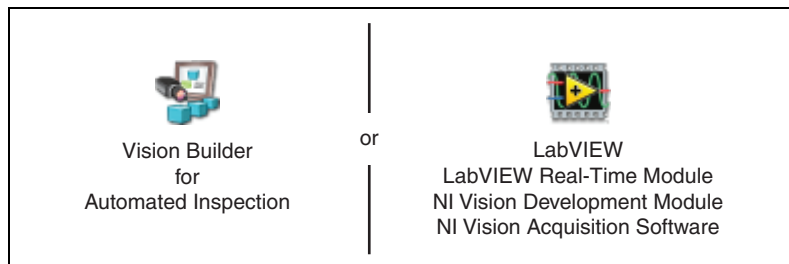 Vision Builder
for
Automated Inspection
or
LabVIEW
LabVIEW Real-Time Module
NI Vision Development Module
NI Vision Acquisition Software